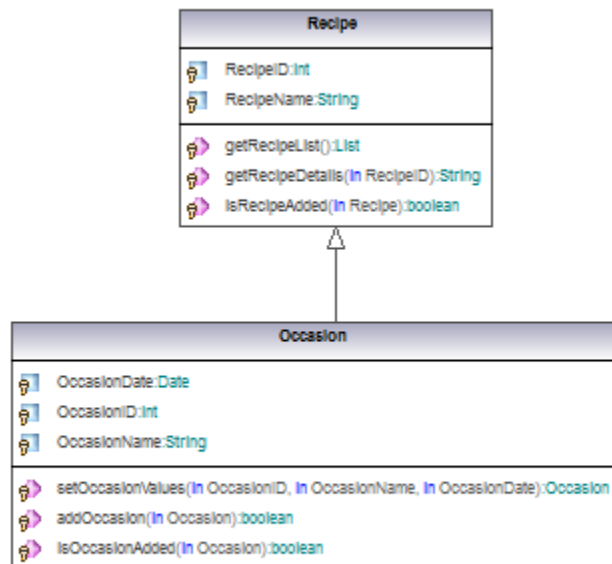 Recipe
RecipeID:Int
RecipeName:String
getRecipeList():List
getRecipeDetails(In RecipeID):String
IsRecipeAdded(In Recipe):boolean
Occasion
OccasionDate:Date
OccasionID:Int
OccasionName:String
setOccasionValues(In OccasionID, In OccasionName, In OccasionDate):Occasion
addOccasion(In Occasion):boolean
IsOccasionAdded(In Occasion):boolean